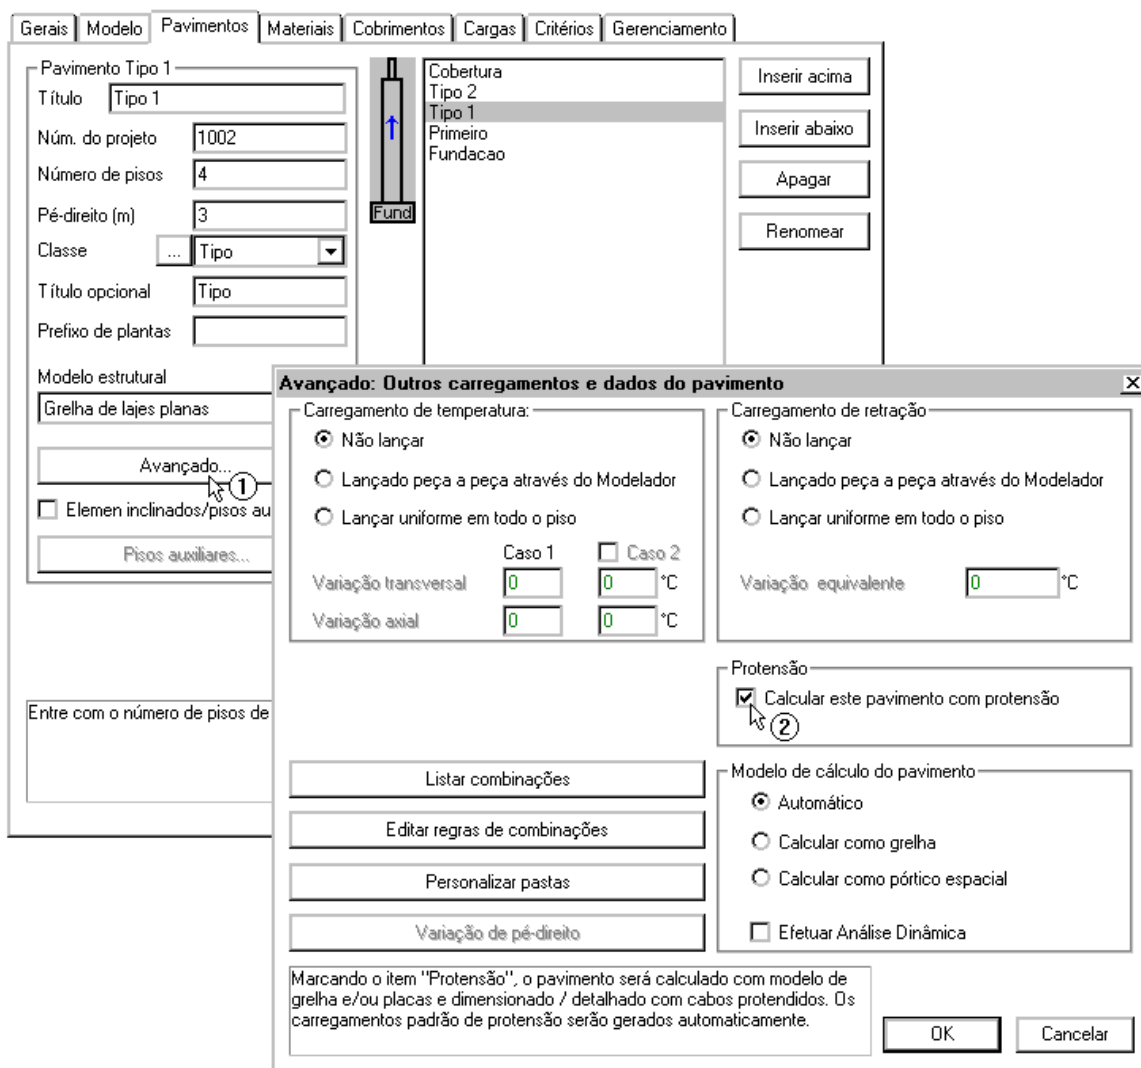 Gerais Modelo Pavimentos Materiais Cobrimentos Cargas Critérios Gerenciamento
Pavimento Tipo 1
Título Tipo 1
Núm. do projeto 1002
Número de pisos 4
Pé-direito (m) 3
Classe ... Tipo
Título opcional Tipo
Prefixo de plantas
Modelo estrutural
Grelha de lajes planas
Avançado...
1
Elemen inclinados/pisos au
Pisos auxiliares...
Entre com o número de pisos de
Fund
Cobertura
Tipo 2
Tipo 1
Primeiro
Fundacao
Inserir acima
Inserir abaixo
Apagar
Renomear
Avançado: Outros carregamentos e dados do pavimento
Carregamento de temperatura:
Não lançar
Lançado peça a peça através do Modelador
Lançar uniforme em todo o piso
Caso 1 Caso 2
Variação transversal 0 0 °C
Variação axial 0 0 °C
Carregamento de retração
Não lançar
Lançado peça a peça através do Modelador
Lançar uniforme em todo o piso
Variação equivalente 0 °C
Protensão
Calcular este pavimento com protensão
2
Listar combinações
Editar regras de combinações
Personalizar pastas
Variação de pé-direito
Modelo de cálculo do pavimento
Automático
Calcular como grelha
Calcular como pórtico espacial
Efetuar Análise Dinâmica
Marcando o item "Protensão", o pavimento será calculado com modelo de
grelha e/ou placas e dimensionado / detalhado com cabos protendidos. Os
carregamentos padrão de protensão serão gerados automaticamente.
OK Cancelar